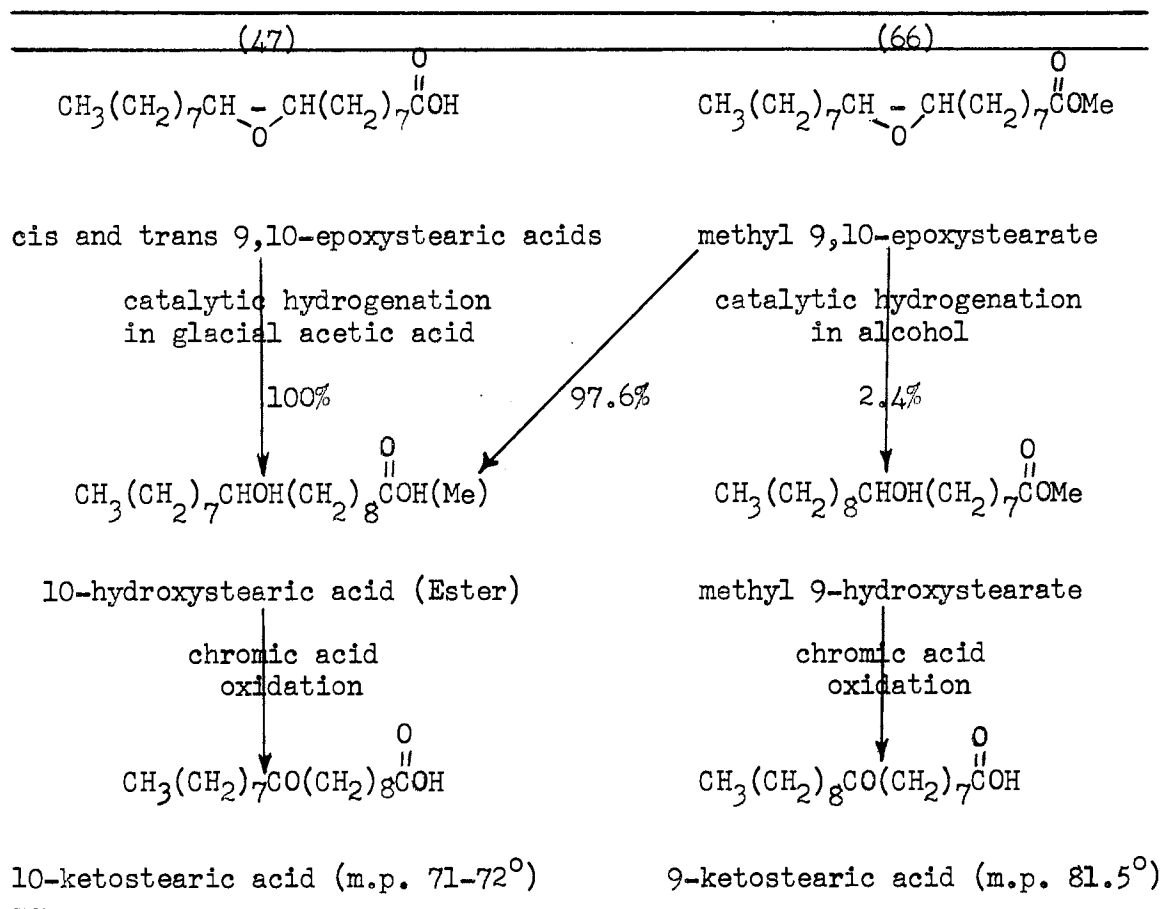 (47) (66)
O O
|| ||
CH₃(CH₂)₇CH - CH(CH₂)₇COH CH₃(CH₂)₇CH - CH(CH₂)₇COMe
O O
cis and trans 9,10-epoxystearic acids methyl 9,10-epoxystearate
catalytic hydrogenation catalytic hydrogenation
in glacial acetic acid in alcohol
100% 97.6% 2.4%
O O
|| ||
CH₃(CH₂)₇CHOH(CH₂)₈COH(Me) CH₃(CH₂)₈CHOH(CH₂)₇COMe
10-hydroxystearic acid (Ester) methyl 9-hydroxystearate
chromic acid chromic acid
oxidation oxidation
O O
|| ||
CH₃(CH₂)₇CO(CH₂)₈COH CH₃(CH₂)₈CO(CH₂)₇COH
10-ketostearic acid (m.p. 71-72°) 9-ketostearic acid (m.p. 81.5°)